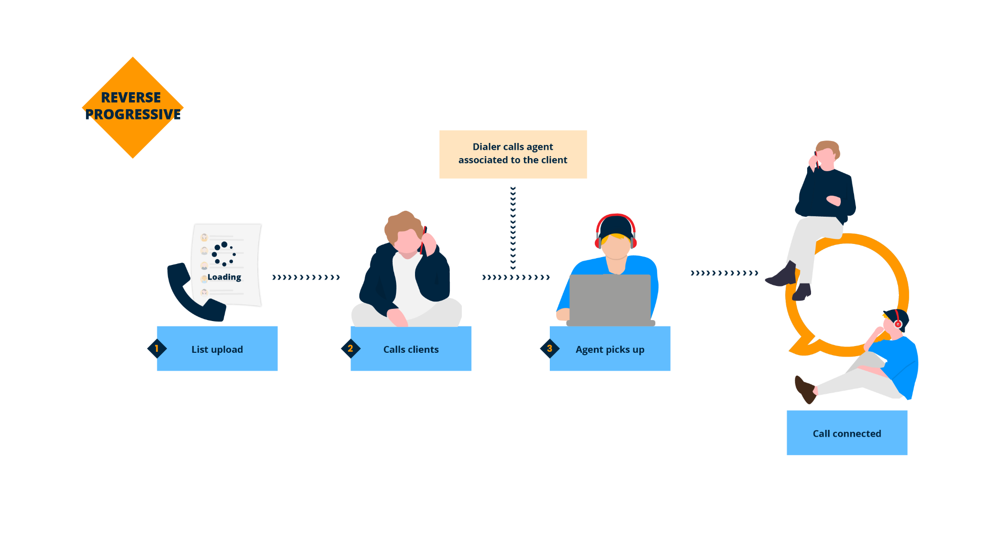 REVERSE
PROGRESSIVE
Dialer calls agent
associated to the client
Loading
1
List upload
2
Calls clients
3
Agent picks up
Call connected